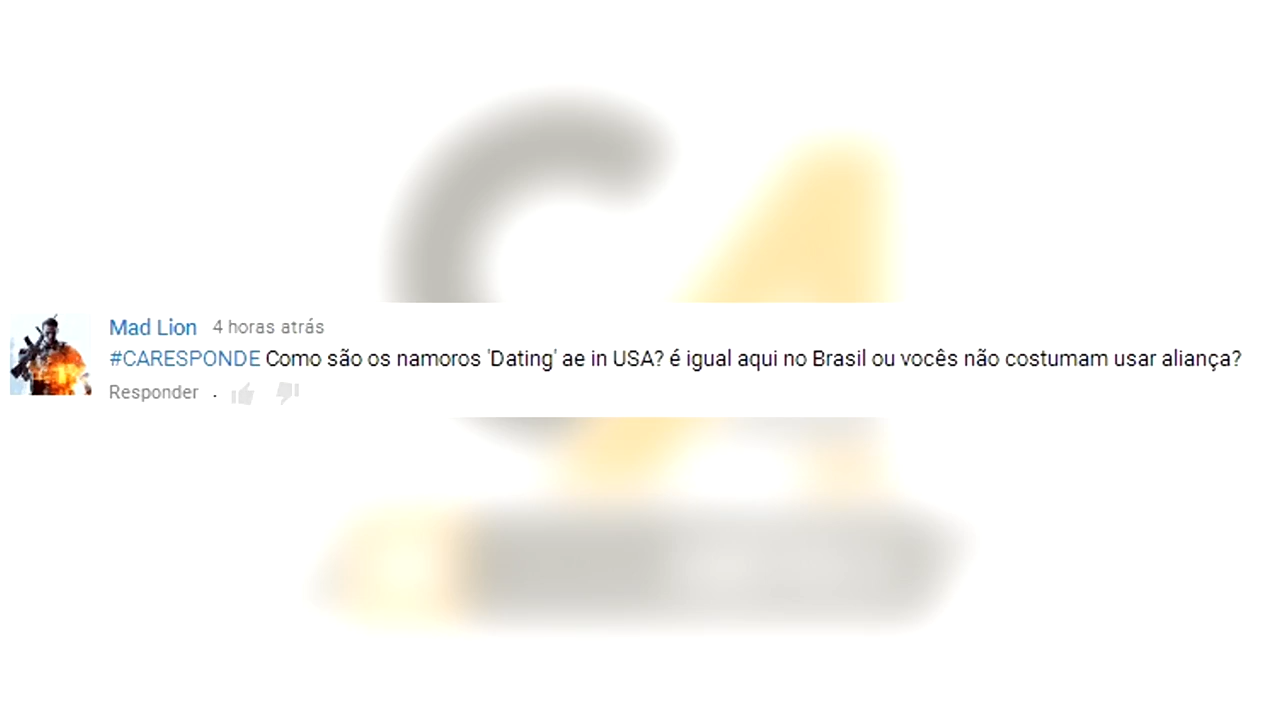 Mad Lion 4 horas atrás
#CARESPONDE Como são os namoros 'Dating' ae in USA? é igual aqui no Brasil ou vocês não costumam usar aliança?
Responder .